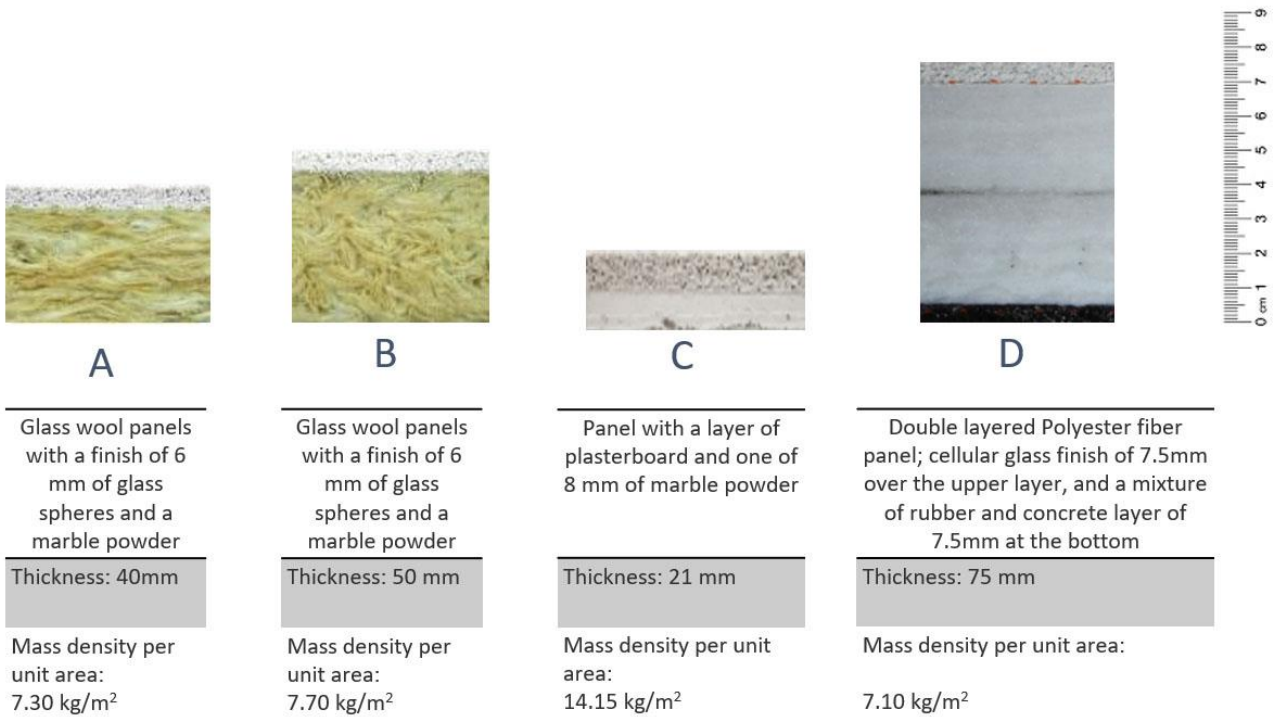 9
8
7
6
5
4
3
2
1
0 cm
A
B
C
D
Glass wool panels
with a finish of 6
mm of glass
spheres and a
marble powder
Thickness: 40mm
Mass density per
unit area:
7.30 kg/m²
Glass wool panels
with a finish of 6
mm of glass
spheres and a
marble powder
Thickness: 50 mm
Mass density per
unit area:
7.70 kg/m²
Panel with a layer of
plasterboard and one of
8 mm of marble powder
Thickness: 21 mm
Mass density per unit
area:
14.15 kg/m²
Double layered Polyester fiber
panel; cellular glass finish of 7.5mm
over the upper layer, and a mixture
of rubber and concrete layer of
7.5mm at the bottom
Thickness: 75 mm
Mass density per unit area:
7.10 kg/m²